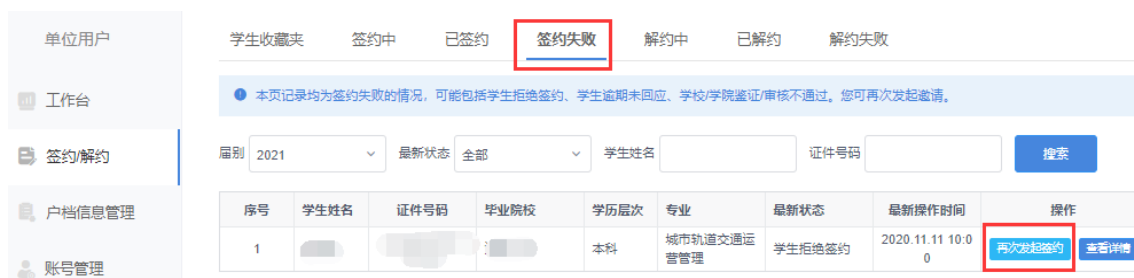 单位用户
学生收藏夹 签约中 已签约 签约失败 解约中 已解约 解约失败
工作台
本页记录均为签约失败的情况，可能包括学生拒绝签约、学生逾期未回应、学校/学院鉴证/审核不通过。您可再次发起邀请。
签约/解约
届别 2021 最新状态 全部 学生姓名 证件号码 搜索
户档信息管理
序号 学生姓名 证件号码 毕业院校 学历层次 专业 最新状态 最新操作时间 操作
1 本科 城市轨道交通运 学生拒绝签约 2020.11.11 10:0 再次发起签约 查看详情
营管理 0
账号管理